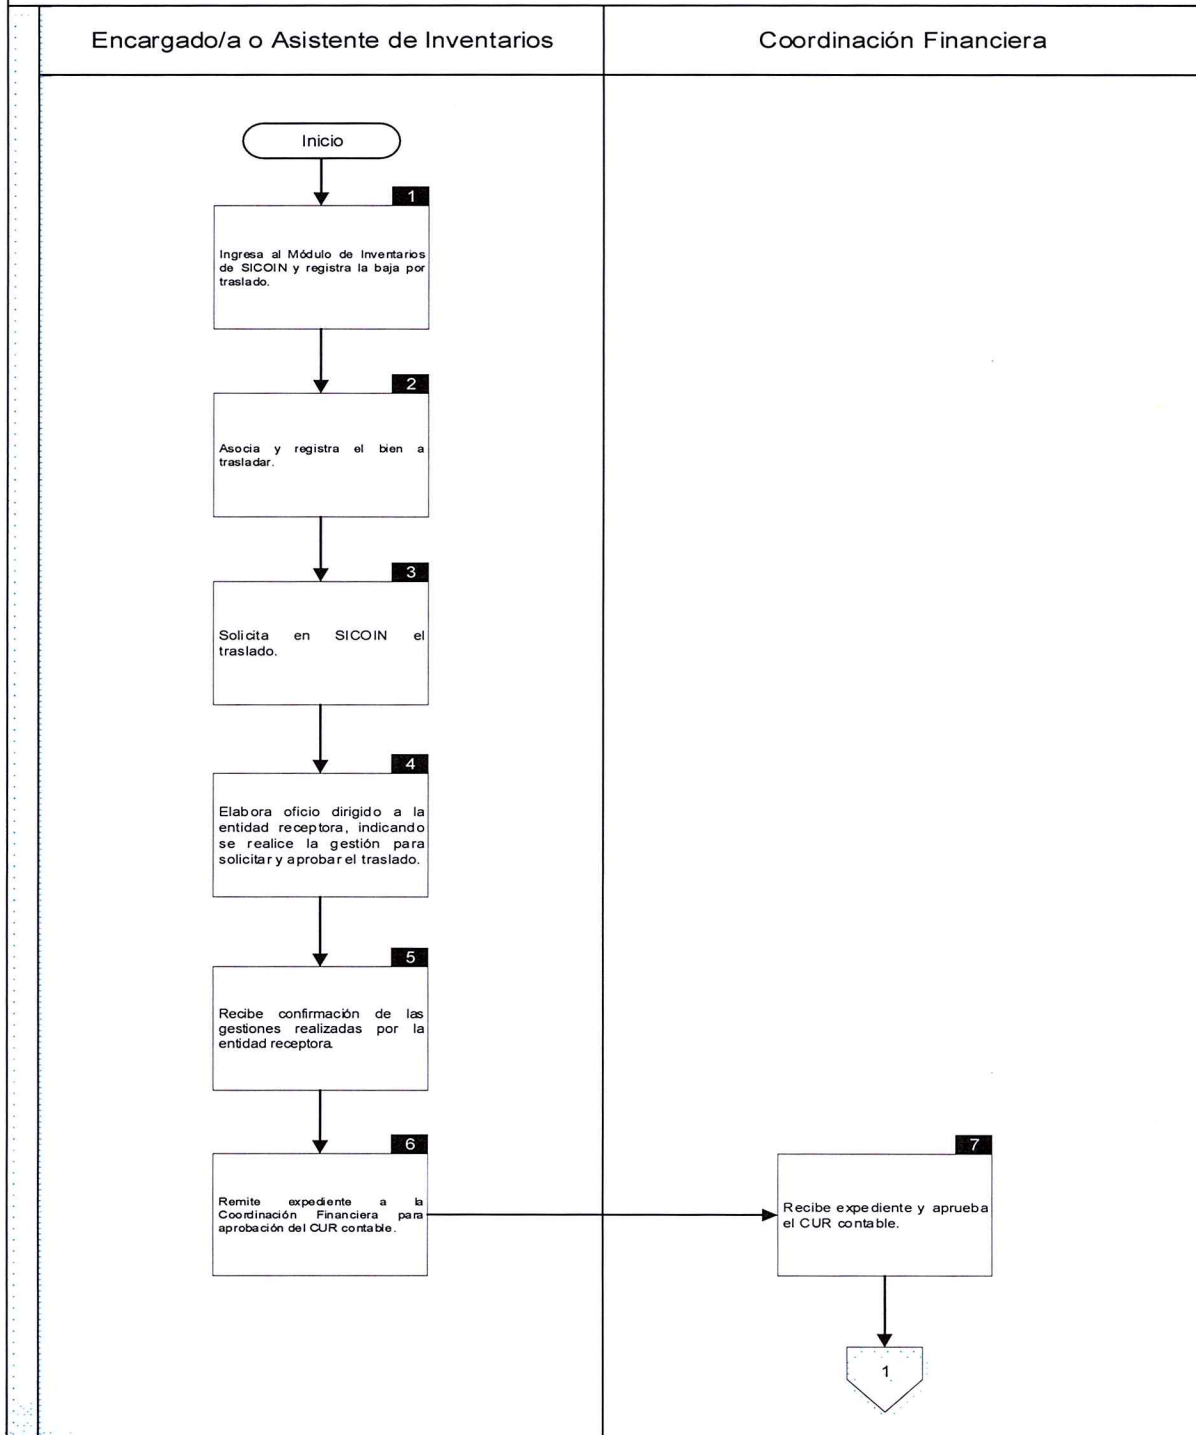 Encargado/a o Asistente de Inventarios
Coordinación Financiera
Inicio
1
Ingresa al Módulo de Inventarios
de SICOIN y registra la baja por
traslado.
2
Asocia y registra el bien a
trasladar.
3
Solicita en SICOIN el
traslado.
4
Elabora oficio dirigido a la
entidad receptora, indicando
se realice la gestión para
solicitar y aprobar el traslado.
5
Recibe confirmación de las
gestiones realizadas por la
entidad receptora.
6
Remite expediente a la
Coordinación Financiera para
aprobación del CUR contable.
7
Recibe expediente y aprueba
el CUR contable.
1